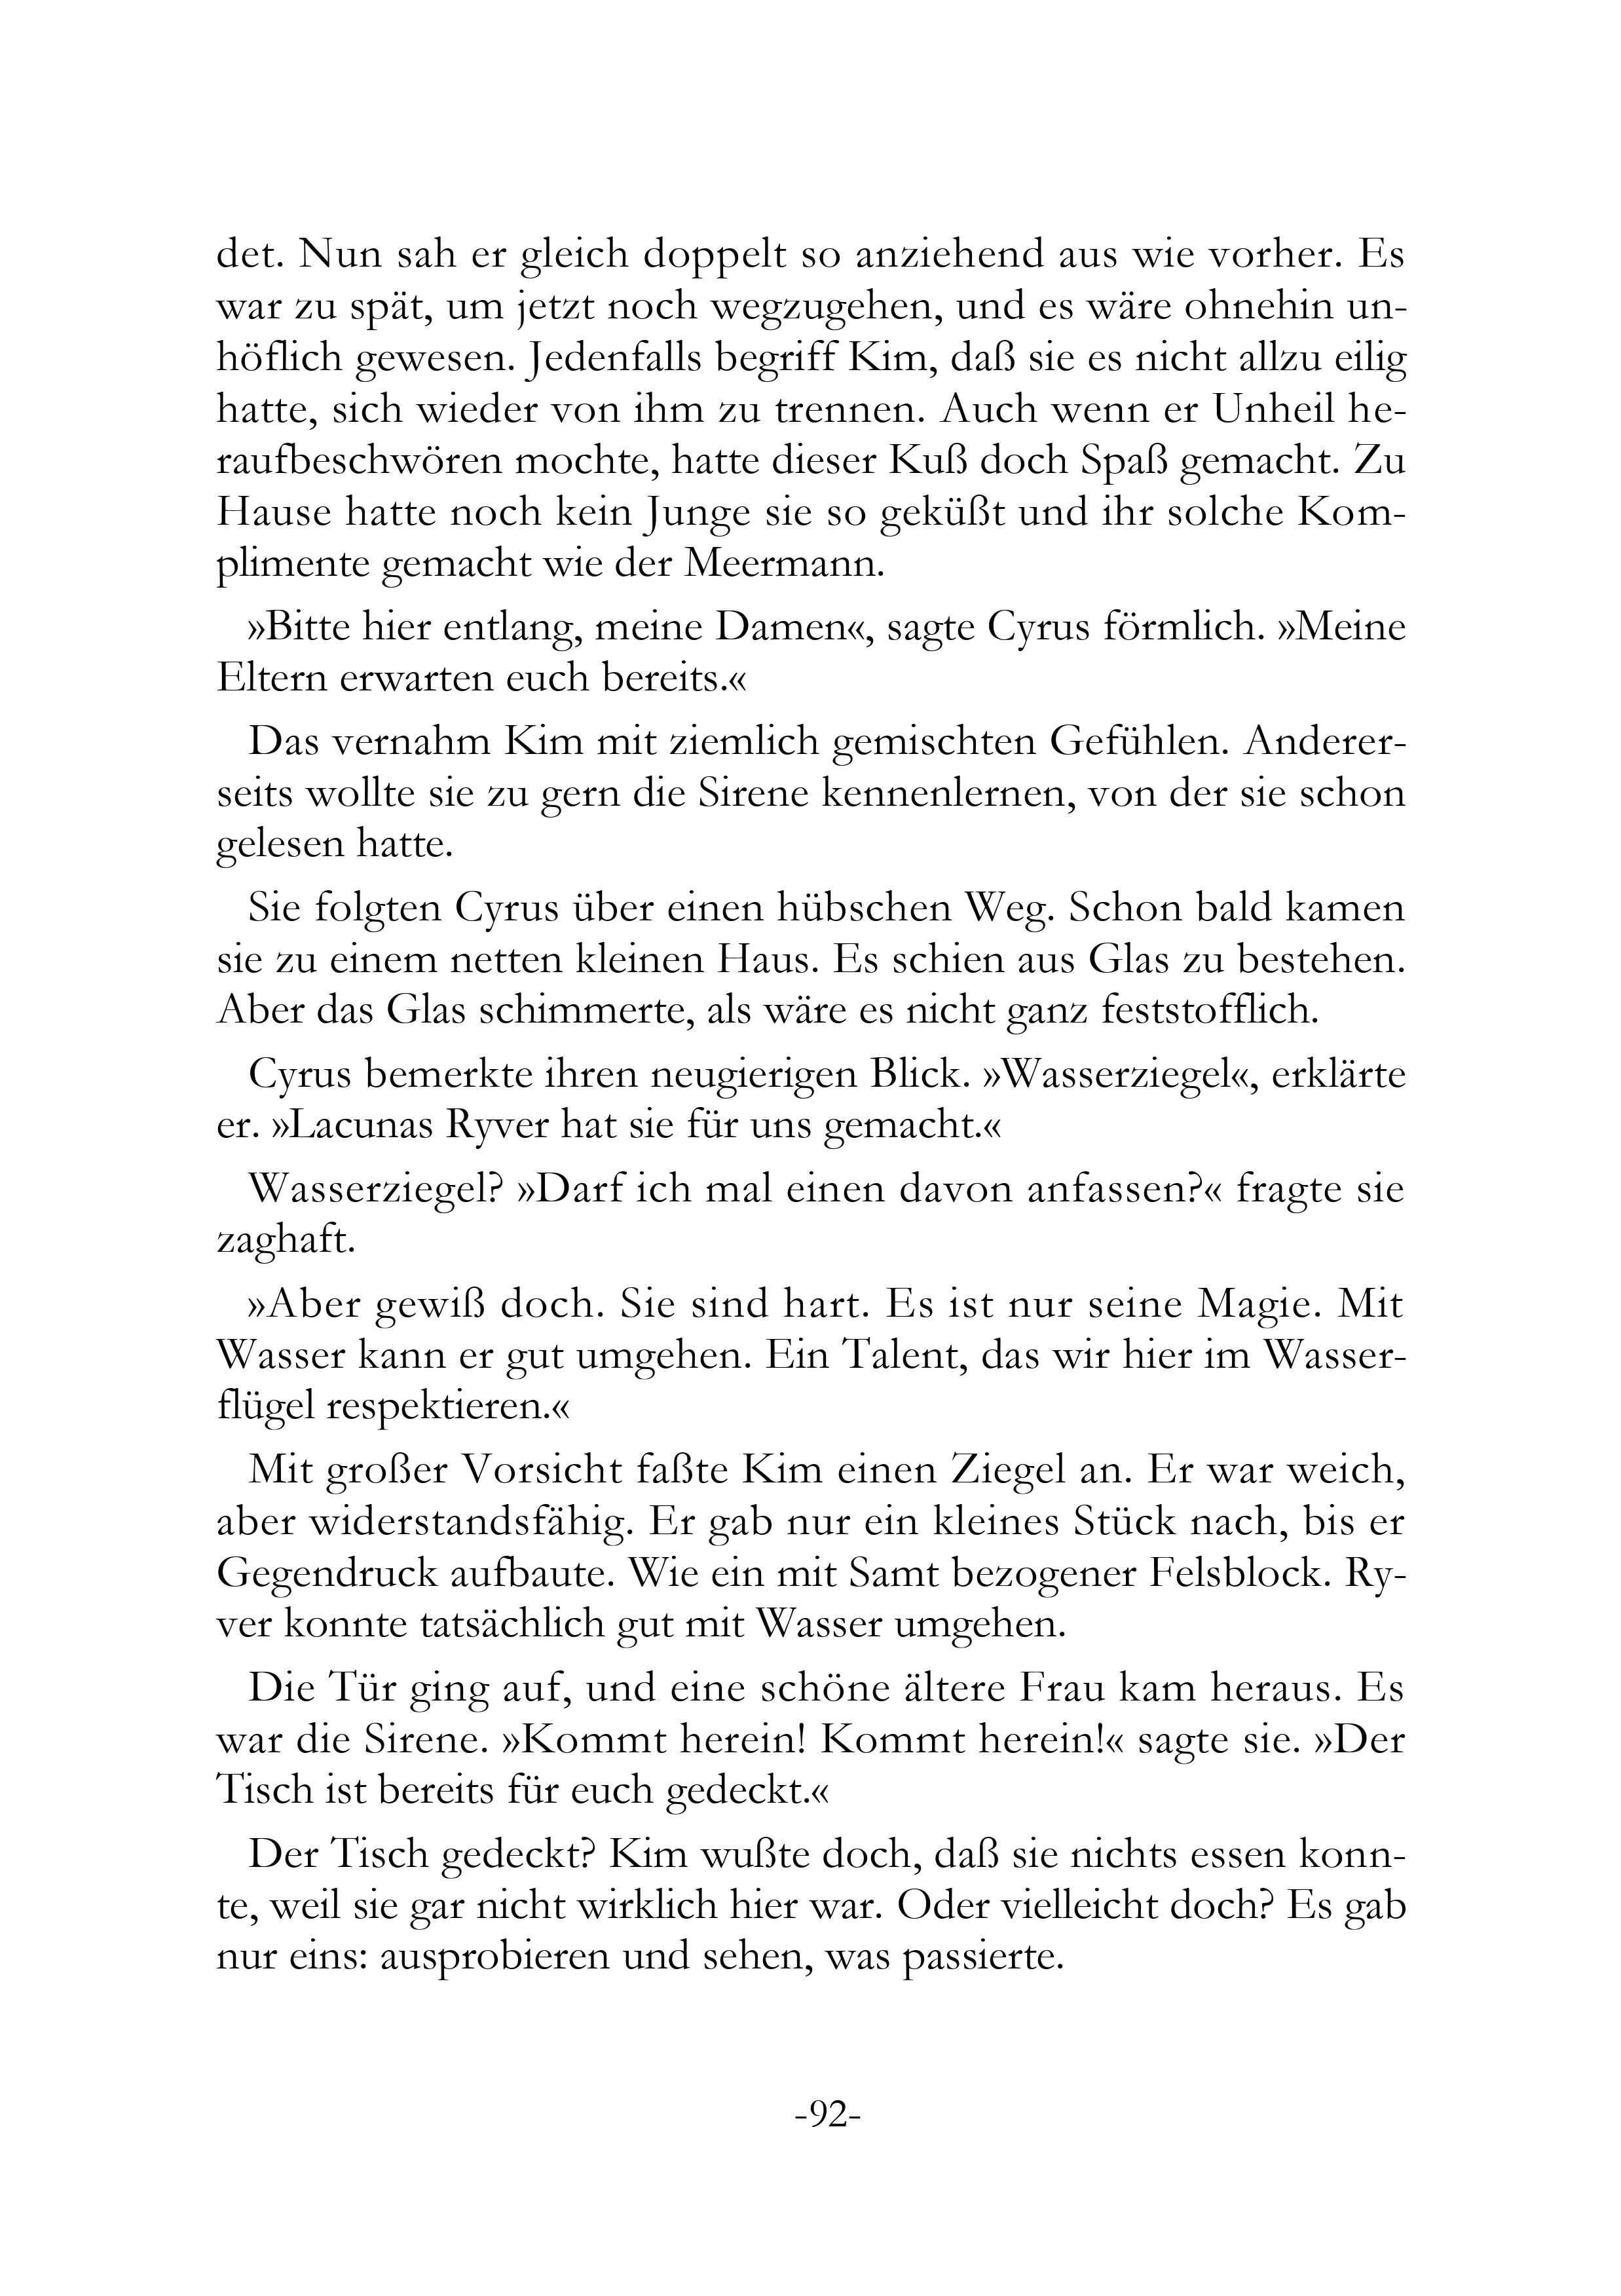 det. Nun sah er gleich doppelt so anziehend aus wie vorher. Es
war zu spät, um jetzt noch wegzugehen, und es wäre ohnehin un-
höflich gewesen. Jedenfalls begriff Kim, daß sie es nicht allzu eilig
hatte, sich wieder von ihm zu trennen. Auch wenn er Unheil he-
raufbeschwören mochte, hatte dieser Kuß doch Spaß gemacht. Zu
Hause hatte noch kein Junge sie so geküßt und ihr solche Kom-
plimente gemacht wie der Meermann.
»Bitte hier entlang, meine Damen«, sagte Cyrus förmlich. »Meine
Eltern erwarten euch bereits.«
Das vernahm Kim mit ziemlich gemischten Gefühlen. Anderer-
seits wollte sie zu gern die Sirene kennenlernen, von der sie schon
gelesen hatte.
Sie folgten Cyrus über einen hübschen Weg. Schon bald kamen
sie zu einem netten kleinen Haus. Es schien aus Glas zu bestehen.
Aber das Glas schimmerte, als wäre es nicht ganz feststofflich.
Cyrus bemerkte ihren neugierigen Blick. »Wasserziegel«, erklärte
er. »Lacunas Ryver hat sie für uns gemacht.«
Wasserziegel? »Darf ich mal einen davon anfassen?« fragte sie
zaghaft.
»Aber gewiß doch. Sie sind hart. Es ist nur seine Magie. Mit
Wasser kann er gut umgehen. Ein Talent, das wir hier im Wasser-
flügel respektieren.«
Mit großer Vorsicht faßte Kim einen Ziegel an. Er war weich,
aber widerstandsfähig. Er gab nur ein kleines Stück nach, bis er
Gegendruck aufbaute. Wie ein mit Samt bezogener Felsblock. Ry-
ver konnte tatsächlich gut mit Wasser umgehen.
Die Tür ging auf, und eine schöne ältere Frau kam heraus. Es
war die Sirene. »Kommt herein! Kommt herein!« sagte sie. »Der
Tisch ist bereits für euch gedeckt.«
Der Tisch gedeckt? Kim wußte doch, daß sie nichts essen konn-
te, weil sie gar nicht wirklich hier war. Oder vielleicht doch? Es gab
nur eins: ausprobieren und sehen, was passierte.
-92-